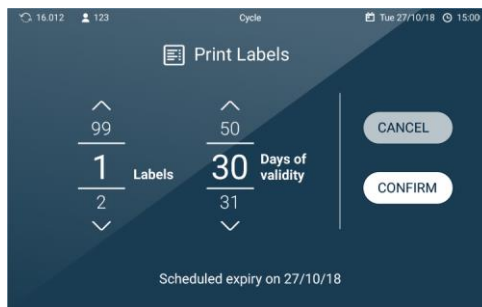 16.012 123 Cycle Tue 27/10/18 15:00
Print Labels
99 50
1 Labels 30 Days of validity
2 31
CANCEL
CONFIRM
Scheduled expiry on 27/10/18